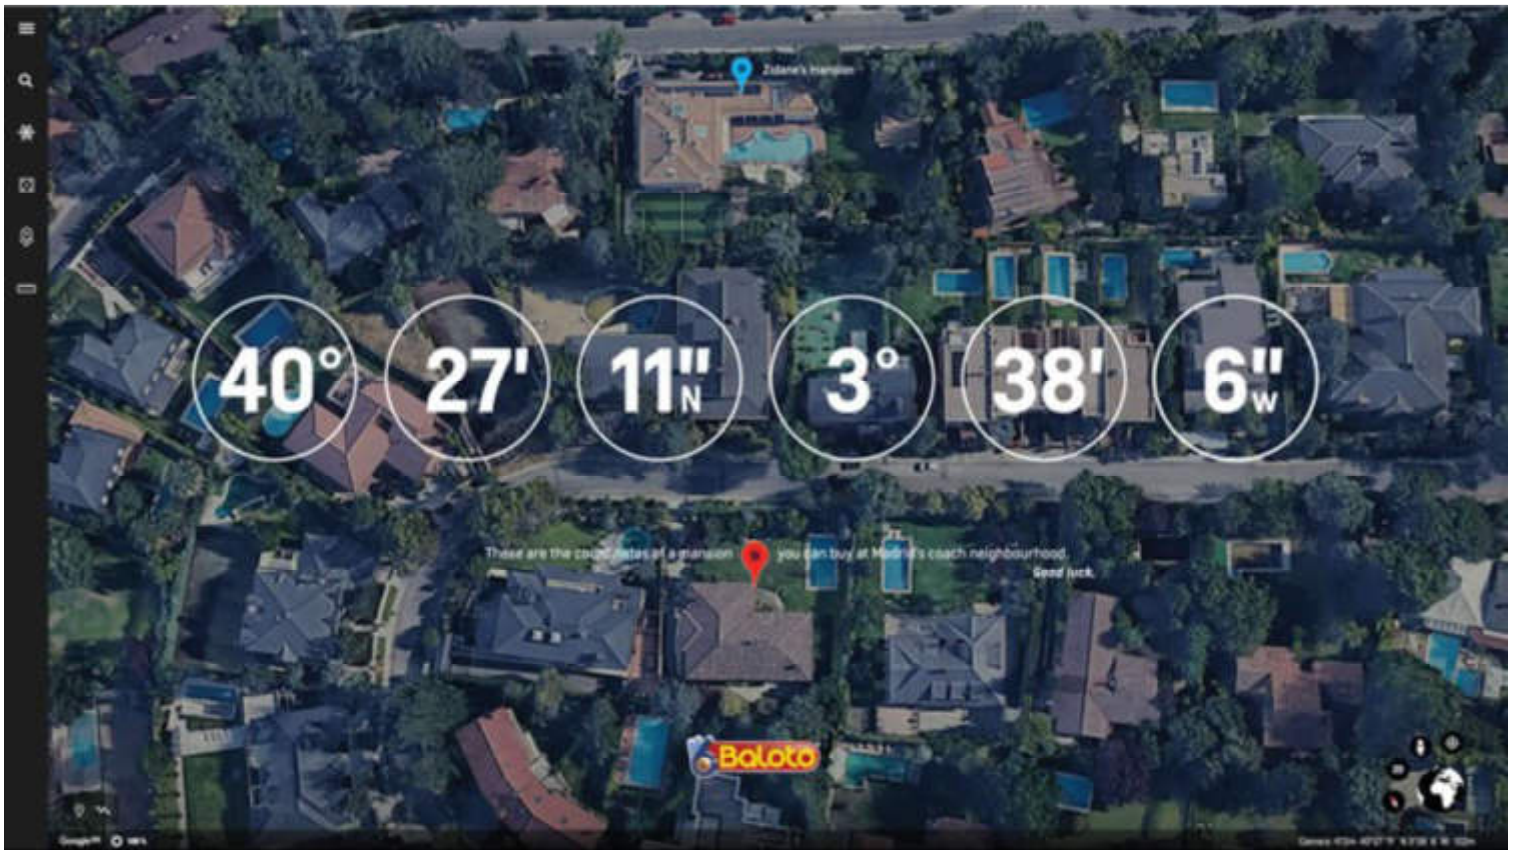 Zidane's mansion
40° 27' 11" N 3° 38' 6" W
These are the coordinates of a mansion you can buy at Madrid's coach neighbourhood.
Good luck.
Baloto
Google